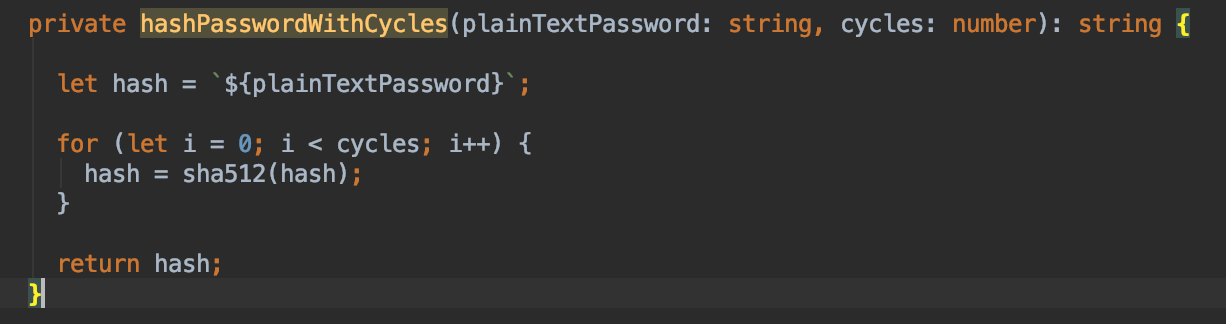 private hashPasswordWithCycles(plainTextPassword: string, cycles: number): string {
let hash = `${plainTextPassword}`;
for (let i = 0; i < cycles; i++) {
hash = sha512(hash);
}
return hash;
}